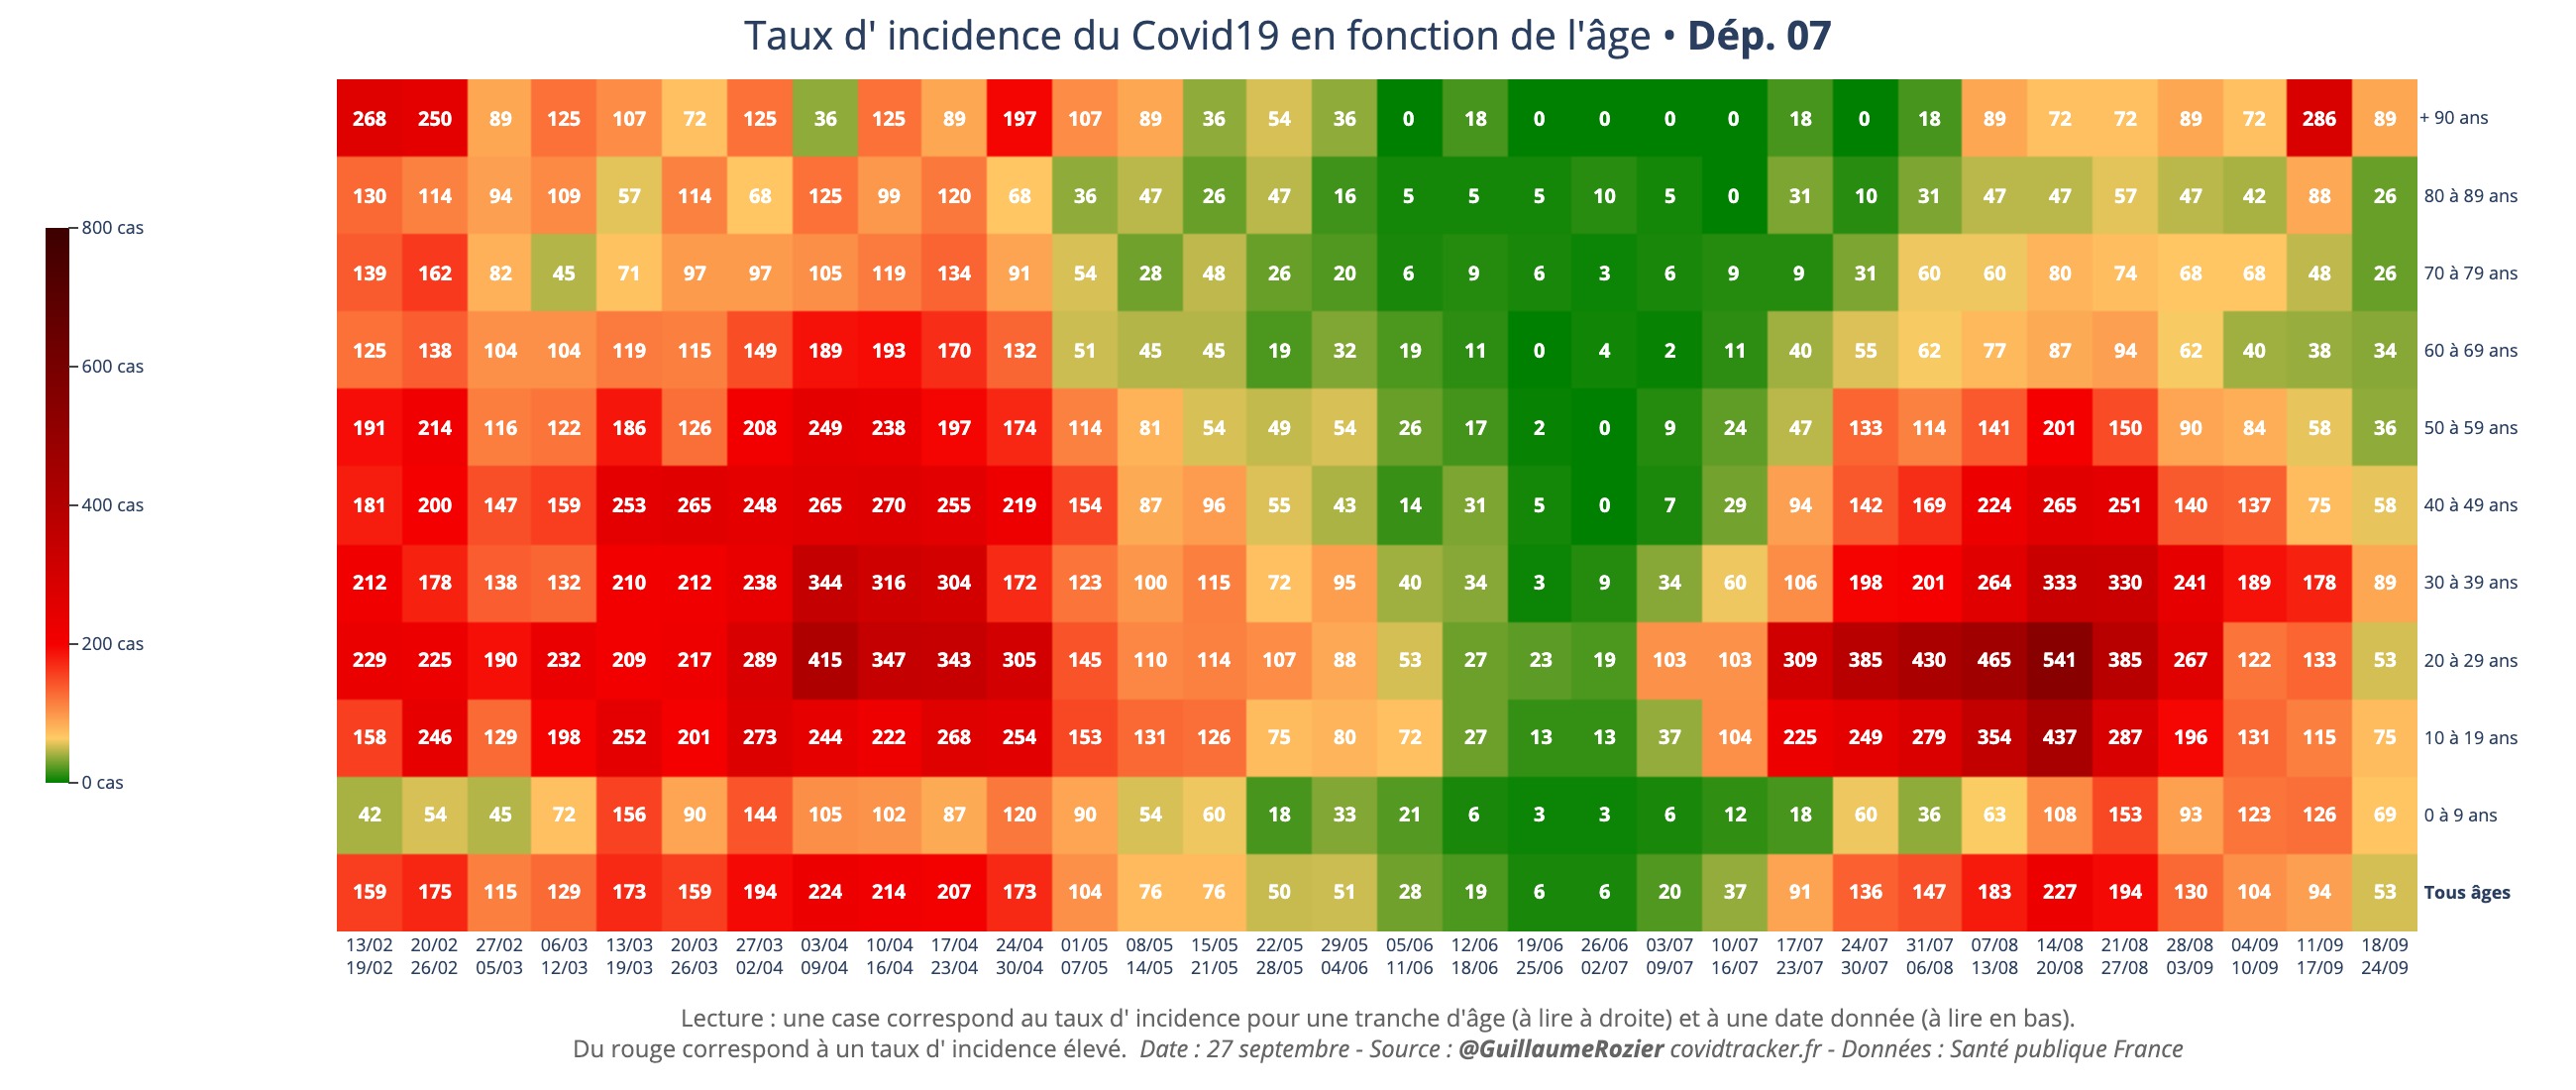 Taux d' incidence du Covid19 en fonction de l'âge • Dép. 07
800 cas
600 cas
400 cas
200 cas
0 cas
268 250 89 125 107 72 125 36 125 89 197 107 89 36 54 36 0 18 0 0 0 0 18 0 18 89 72 72 89 72 286 89 + 90 ans
130 114 94 109 57 114 68 125 99 120 68 36 47 26 47 16 5 5 5 10 5 0 31 10 31 47 47 57 47 42 88 26 80 à 89 ans
139 162 82 45 71 97 97 105 119 134 91 54 28 48 26 20 6 9 6 3 6 9 9 31 60 60 80 74 68 68 48 26 70 à 79 ans
125 138 104 104 119 115 149 189 193 170 132 51 45 45 19 32 19 11 0 4 2 11 40 55 62 77 87 94 62 40 38 34 60 à 69 ans
191 214 116 122 186 126 208 249 238 197 174 114 81 54 49 54 26 17 2 0 9 24 47 133 114 141 201 150 90 84 58 36 50 à 59 ans
181 200 147 159 253 265 248 265 270 255 219 154 87 96 55 43 14 31 5 0 7 29 94 142 169 224 265 251 140 137 75 58 40 à 49 ans
212 178 138 132 210 212 238 344 316 304 172 123 100 115 72 95 40 34 3 9 34 60 106 198 201 264 333 330 241 189 178 89 30 à 39 ans
229 225 190 232 209 217 289 415 347 343 305 145 110 114 107 88 53 27 23 19 103 103 309 385 430 465 541 385 267 122 133 53 20 à 29 ans
158 246 129 198 252 201 273 244 222 268 254 153 131 126 75 80 72 27 13 13 37 104 225 249 279 354 437 287 196 131 115 75 10 à 19 ans
42 54 45 72 156 90 144 105 102 87 120 90 54 60 18 33 21 6 3 3 6 12 18 60 36 63 108 153 93 123 126 69 0 à 9 ans
159 175 115 129 173 159 194 224 214 207 173 104 76 76 50 51 28 19 6 6 20 37 91 136 147 183 227 194 130 104 94 53 Tous âges
13/02 20/02 27/02 06/03 13/03 20/03 27/03 03/04 10/04 17/04 24/04 01/05 08/05 15/05 22/05 29/05 05/06 12/06 19/06 26/06 03/07 10/07 17/07 24/07 31/07 07/08 14/08 21/08 28/08 04/09 11/09 18/09
19/02 26/02 05/03 12/03 19/03 26/03 02/04 09/04 16/04 23/04 30/04 07/05 14/05 21/05 28/05 04/06 11/06 18/06 25/06 02/07 09/07 16/07 23/07 30/07 06/08 13/08 20/08 27/08 03/09 10/09 17/09 24/09
Lecture : une case correspond au taux d' incidence pour une tranche d'âge (à lire à droite) et à une date donnée (à lire en bas).
Du rouge correspond à un taux d' incidence élevé. Date : 27 septembre - Source : @GuillaumeRozier covidtracker.fr - Données : Santé publique France